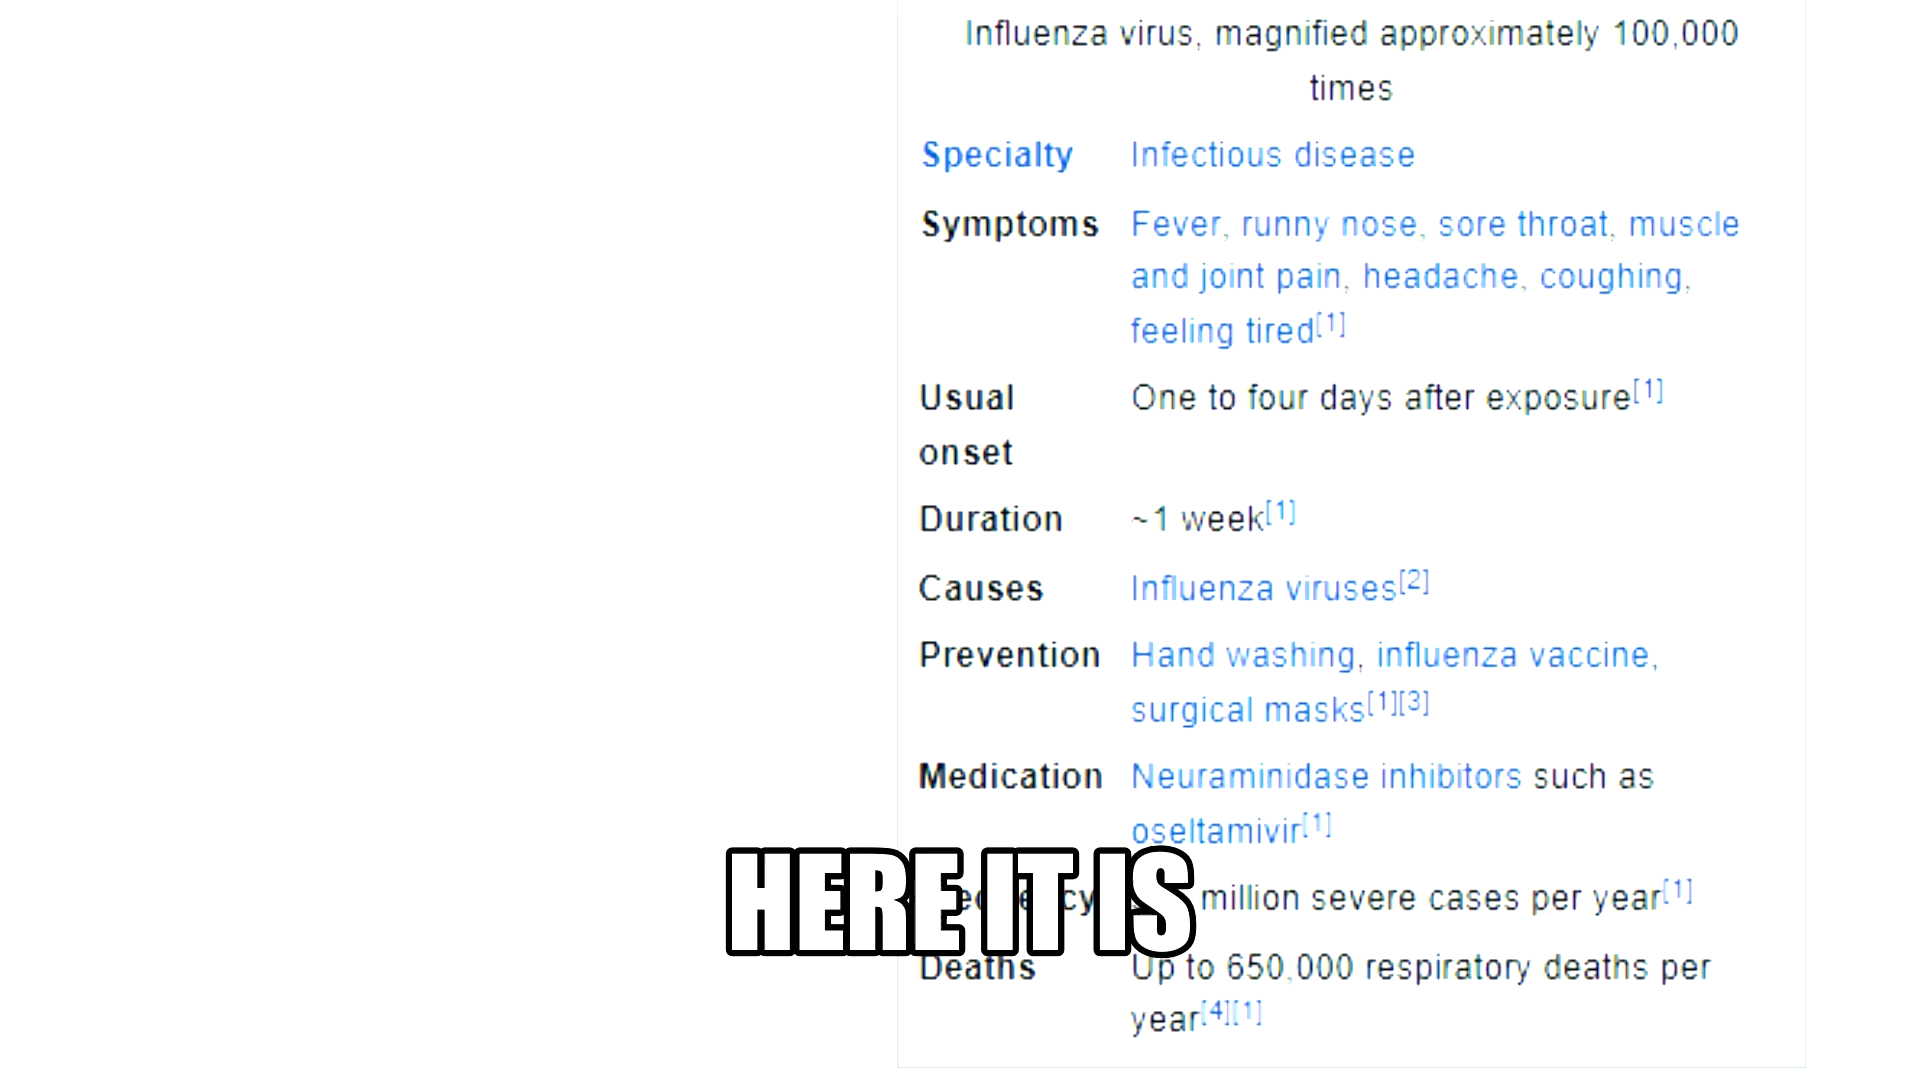 Influenza virus, magnified approximately 100,000
times
Specialty Infectious disease
Symptoms Fever, runny nose, sore throat, muscle
and joint pain, headache, coughing,
feeling tired[1]
Usual One to four days after exposure[1]
onset
Duration ~1 week[1]
Causes Influenza viruses[2]
Prevention Hand washing, influenza vaccine,
surgical masks[1][3]
Medication Neuraminidase inhibitors such as
oseltamivir[1]
HERE IT IS
million severe cases per year[1]
Deaths Up to 650,000 respiratory deaths per
year[4][1]